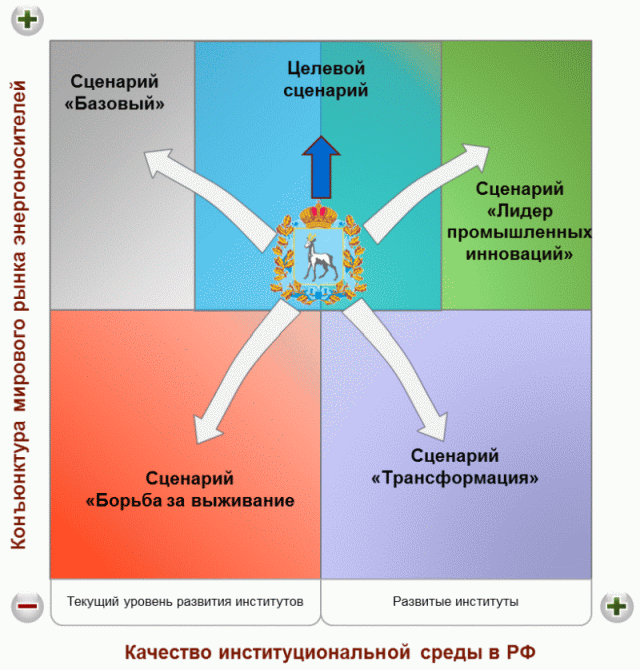 Сценарий
«Базовый»
Целевой
сценарий
Сценарий
«Лидер
промышленных
инноваций»
Сценарий
«Борьба за выживание
Сценарий
«Трансформация»
Текущий уровень развития институтов
Развитые институты
Качество институциональной среды в РФ
Конъюнктура мирового рынка энергоносителей